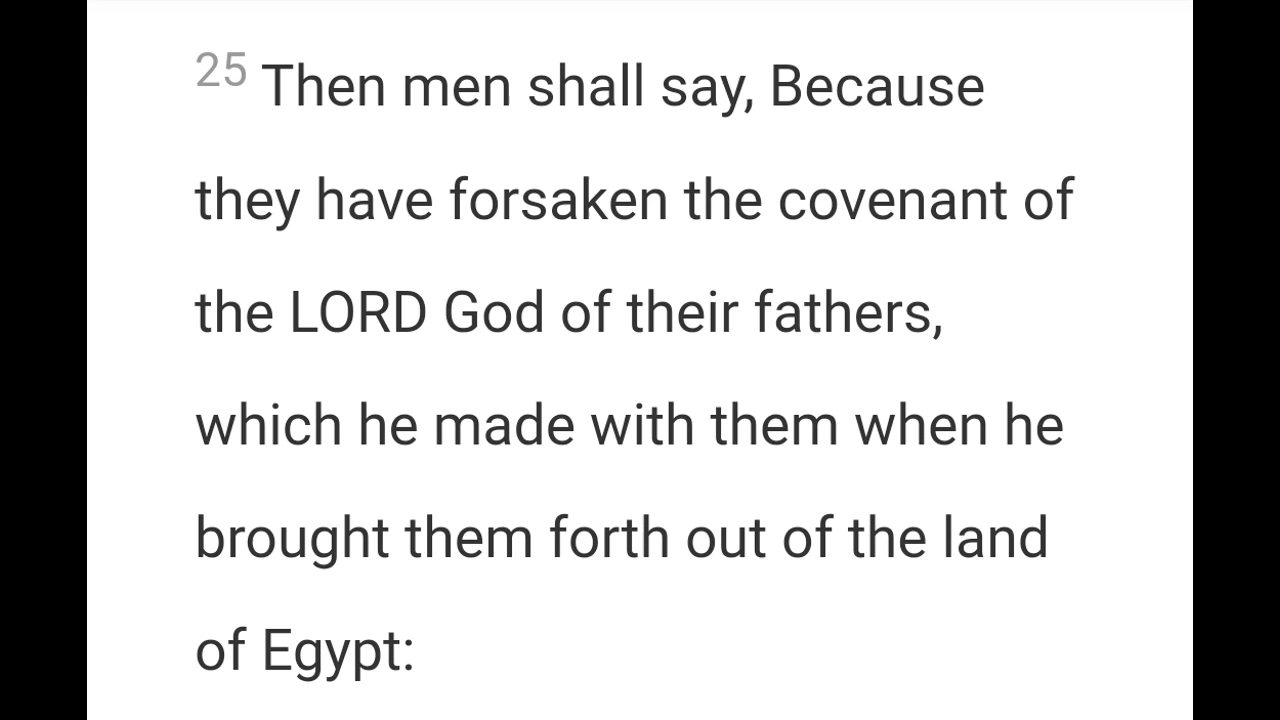 25 Then men shall say, Because
they have forsaken the covenant of
the LORD God of their fathers,
which he made with them when he
brought them forth out of the land
of Egypt: